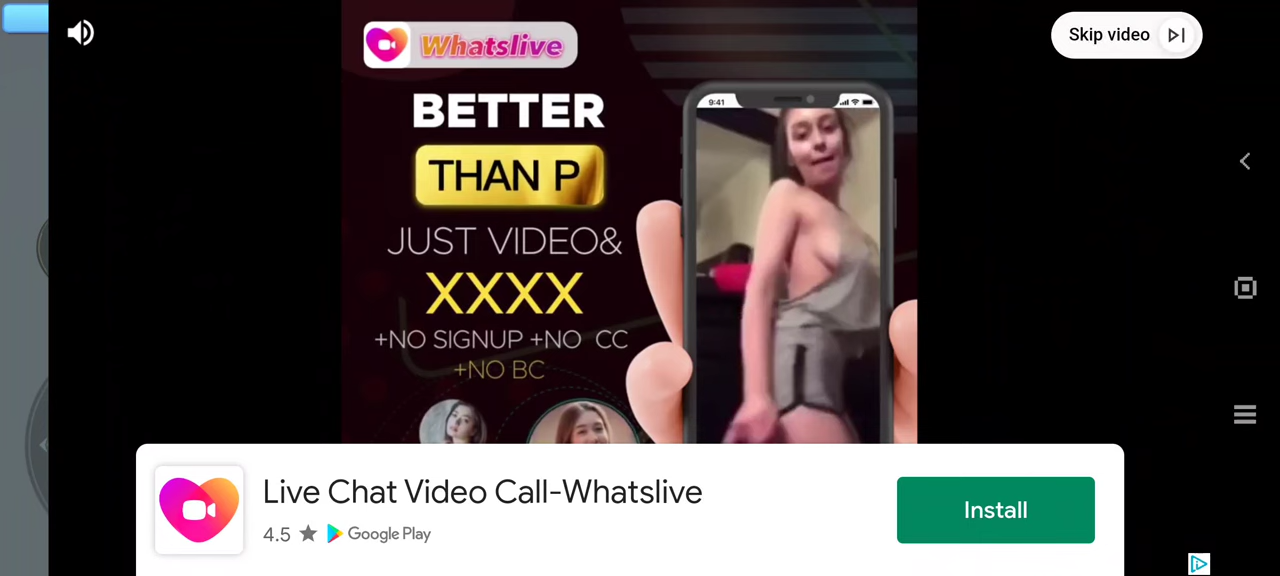 Whatslive
Skip video
BETTER
THAN P
JUST VIDEO&
XXXX
+NO SIGNUP +NO CC
+NO BC
9:41
Live Chat Video Call-Whatslive
4.5 ★ Google Play
Install